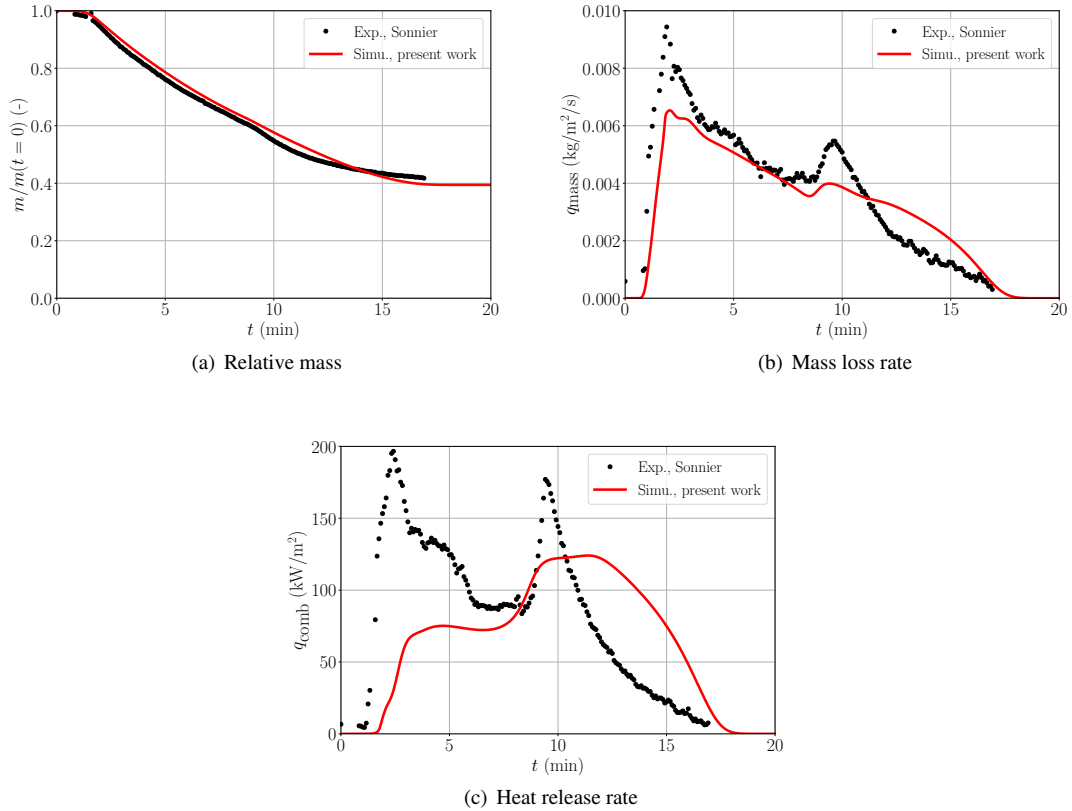 1.0
0.8
0.6
0.4
0.2
0.0
m/m(t = 0) (-)
Exp., Sonnier
Simu., present work
0 5 10 15 20
t (min)
(a) Relative mass
0.010
0.008
0.006
0.004
0.002
0.000
qmass (kg/m²/s)
Exp., Sonnier
Simu., present work
0 5 10 15 20
t (min)
(b) Mass loss rate
200
150
100
50
0
qcomb (kW/m²)
Exp., Sonnier
Simu., present work
0 5 10 15 20
t (min)
(c) Heat release rate